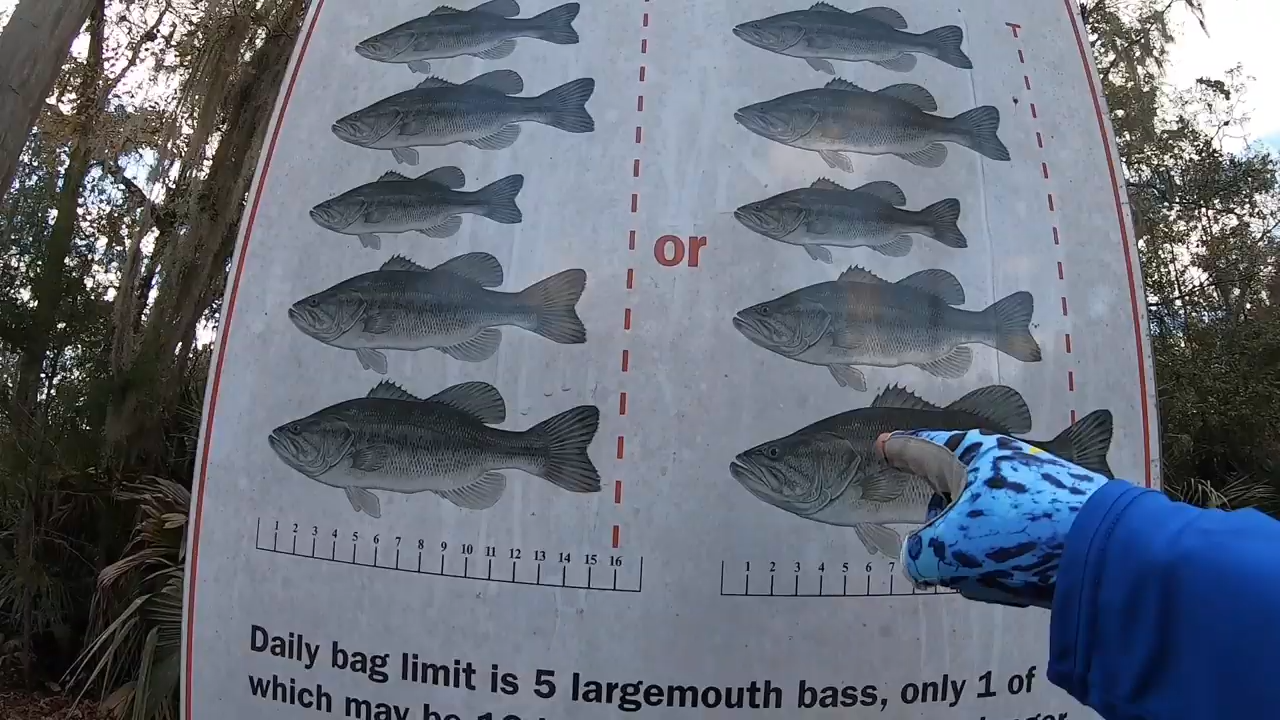 or
1 2 3 4 5 6 7 8 9 10 11 12 13 14 15 16
1 2 3 4 5 6 7
Daily bag limit is 5 largemouth bass, only 1 of
which may be